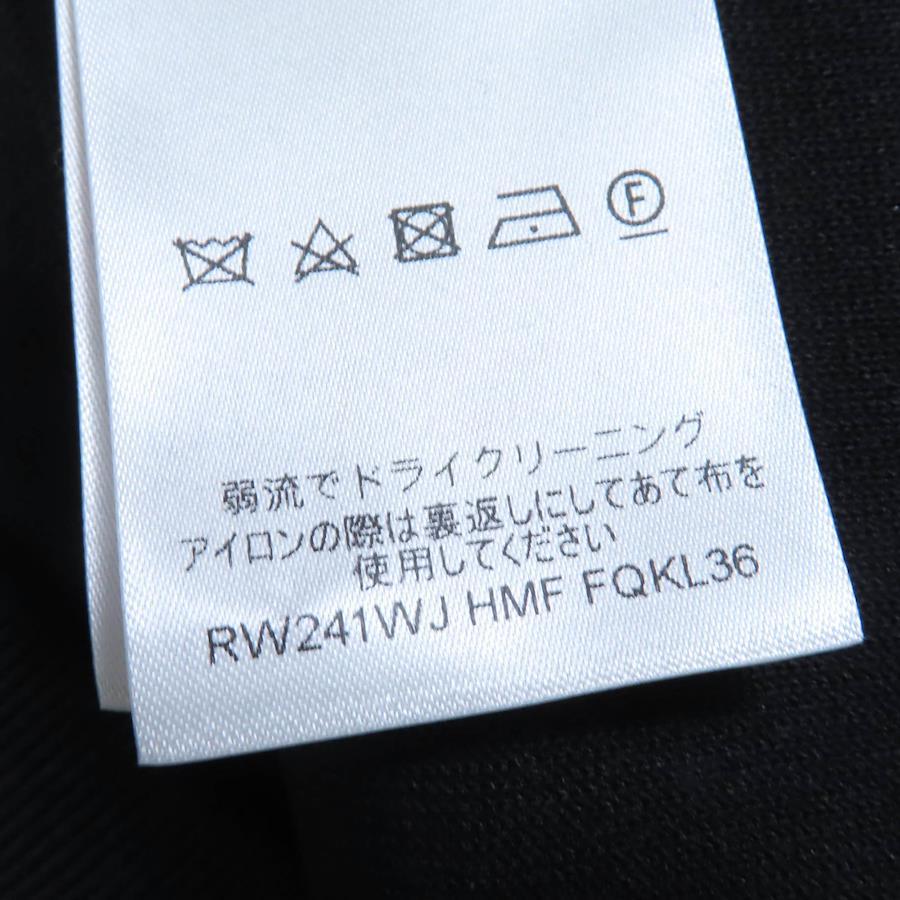 F
弱流でドライクリーニング
アイロンの際は裏返しにしてあて布を
使用してください
RW241WJ HMF FQKL36